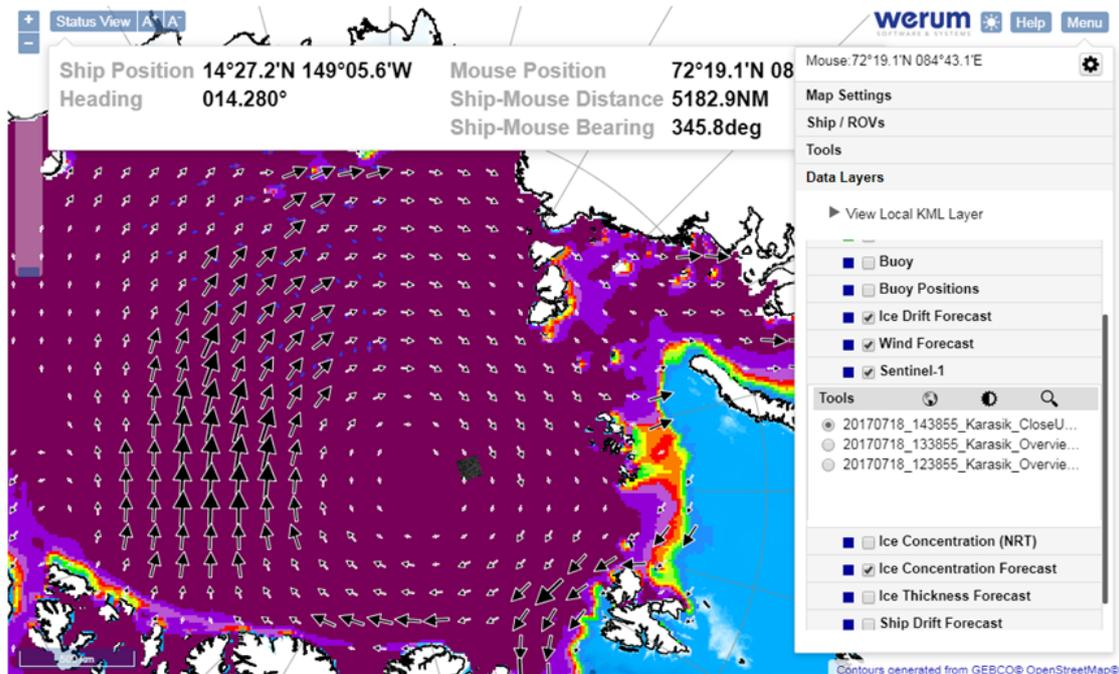 +
−
Status View A+ A-
werum
SOFTWARE & SYSTEMS
Help
Menu
Ship Position 14°27.2'N 149°05.6'W
Heading 014.280°
Mouse Position 72°19.1'N 08
Ship-Mouse Distance 5182.9NM
Ship-Mouse Bearing 345.8deg
Mouse:72°19.1'N 084°43.1'E
Map Settings
Ship / ROVs
Tools
Data Layers
View Local KML Layer
Buoy
Buoy Positions
Ice Drift Forecast
Wind Forecast
Sentinel-1
Tools
20170718_143855_Karasik_CloseU...
20170718_133855_Karasik_Overvie...
20170718_123855_Karasik_Overvie...
Ice Concentration (NRT)
Ice Concentration Forecast
Ice Thickness Forecast
Ship Drift Forecast
500 km
Contours generated from GEBCO© OpenStreetMap©